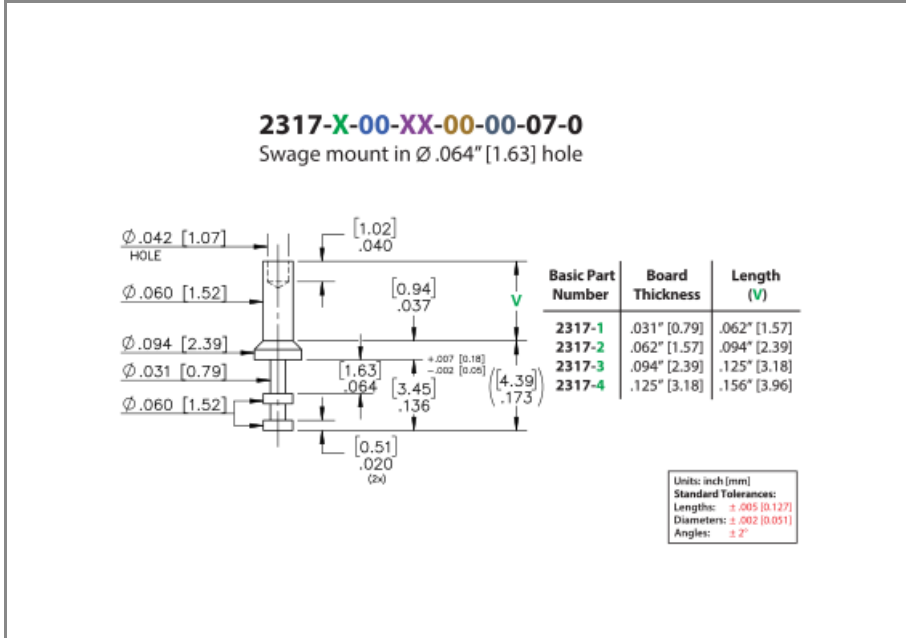 2317-X-00-XX-00-00-07-0
Swage mount in Ø .064″ [1.63] hole
Ø.042 [1.07]
HOLE
[1.02]
.040
Ø.060 [1.52]
[0.94]
.037
V
Ø.094 [2.39]
Ø.031 [0.79]
[1.63]
.064
+.007 [0.18]
-.002 [0.05]
[3.45]
.136
([4.39]
.173)
Ø.060 [1.52]
[0.51]
.020
(2x)
Basic Part Number Board Thickness Length (V)
2317-1 .031″ [0.79] .062″ [1.57]
2317-2 .062″ [1.57] .094″ [2.39]
2317-3 .094″ [2.39] .125″ [3.18]
2317-4 .125″ [3.18] .156″ [3.96]
Units: inch [mm]
Standard Tolerances:
Lengths: ± .005 [0.127]
Diameters: ± .002 [0.051]
Angles: ± 2°